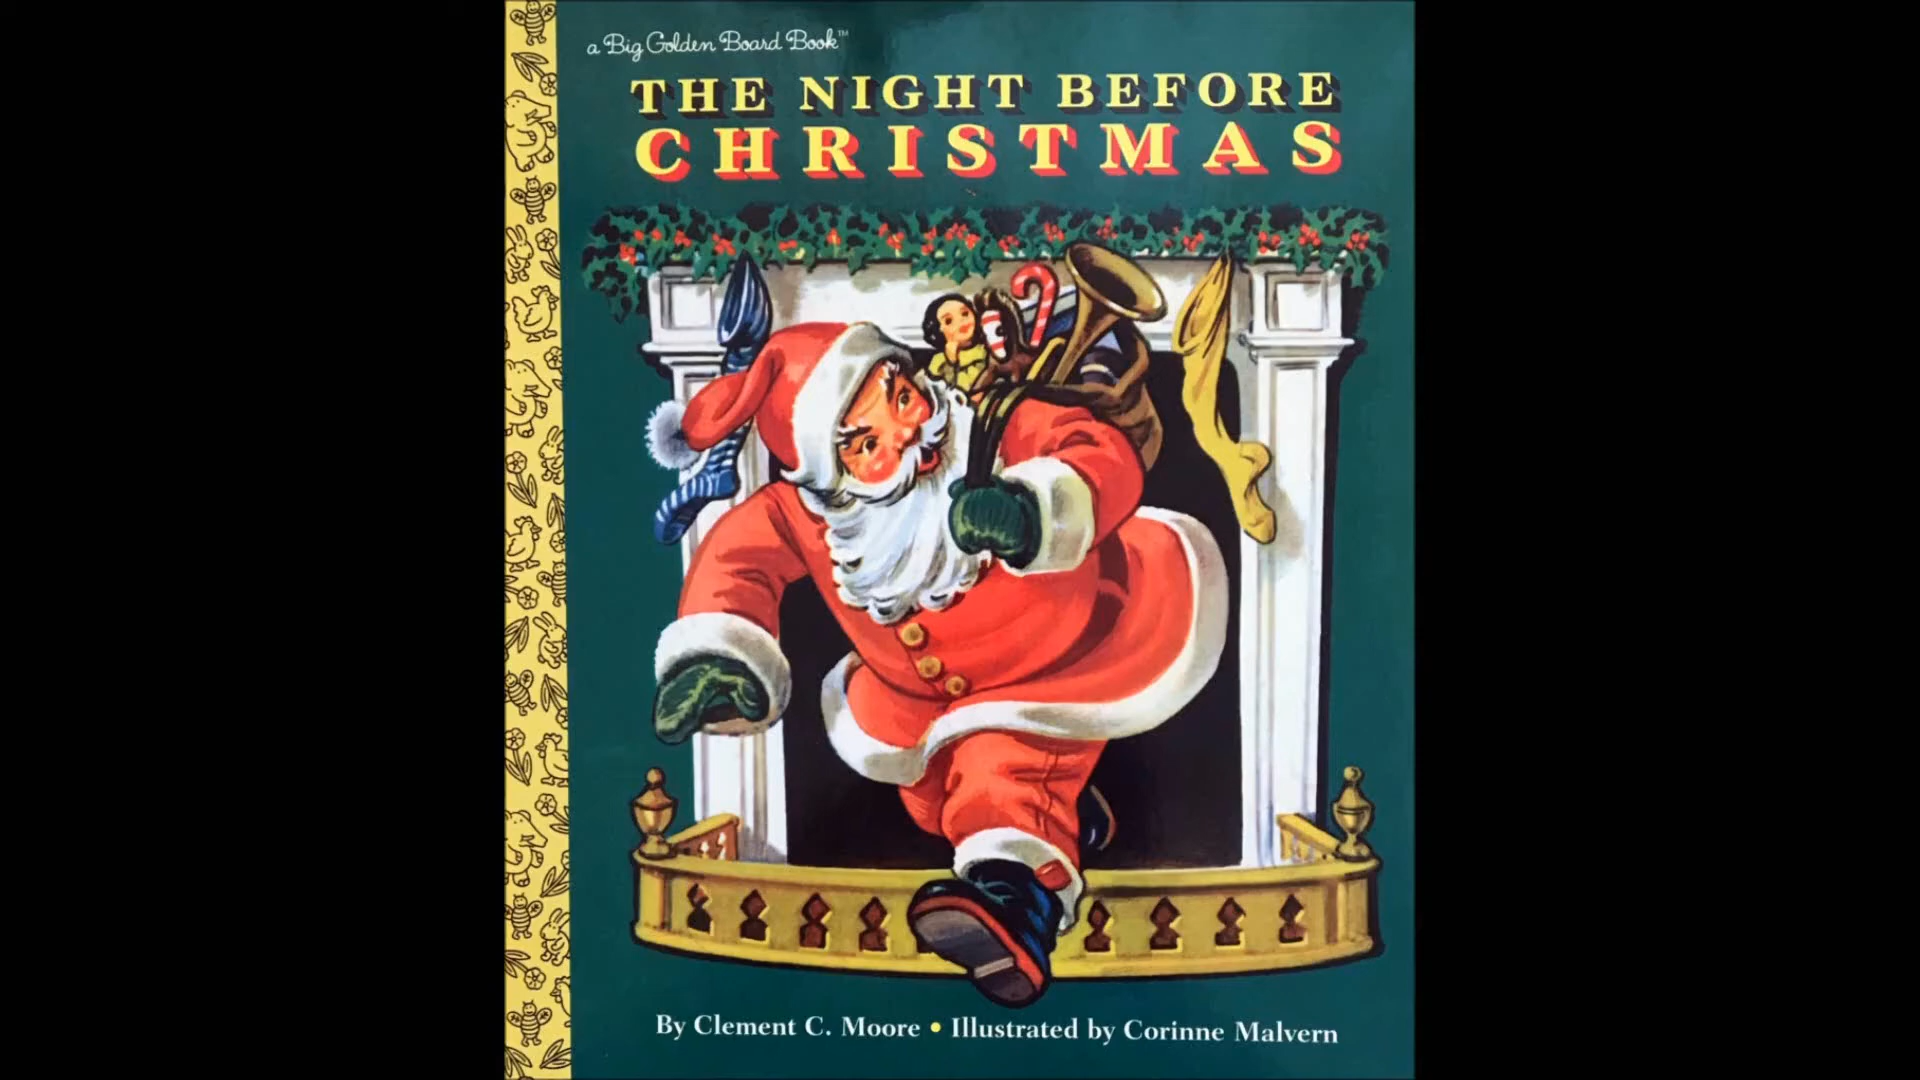 a Big Golden Board Book™
THE NIGHT BEFORE
CHRISTMAS
By Clement C. Moore • Illustrated by Corinne Malvern